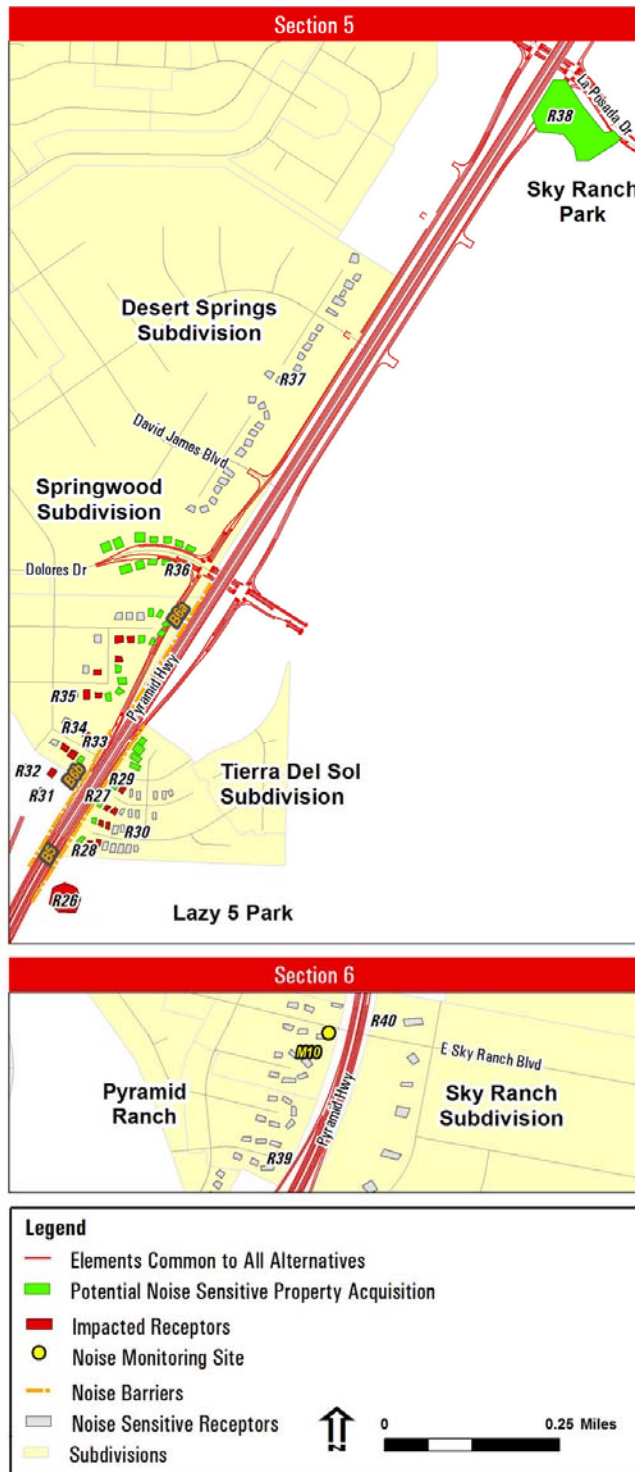 Section 5
La Posada Dr
R38
Sky Ranch
Park
Desert Springs
Subdivision
R37
David James Blvd
Springwood
Subdivision
Dolores Dr
R36
B6a
Pyramid Hwy
R35
R34
R33
R32
R31
B6b
R29
R27
Tierra Del Sol
Subdivision
R30
R28
B5
R26
Lazy 5 Park
Section 6
R40
M10
E Sky Ranch Blvd
Pyramid
Ranch
Pyramid Hwy
Sky Ranch
Subdivision
R39
Legend
Elements Common to All Alternatives
Potential Noise Sensitive Property Acquisition
Impacted Receptors
Noise Monitoring Site
Noise Barriers
Noise Sensitive Receptors
Subdivisions
N
0 0.25 Miles